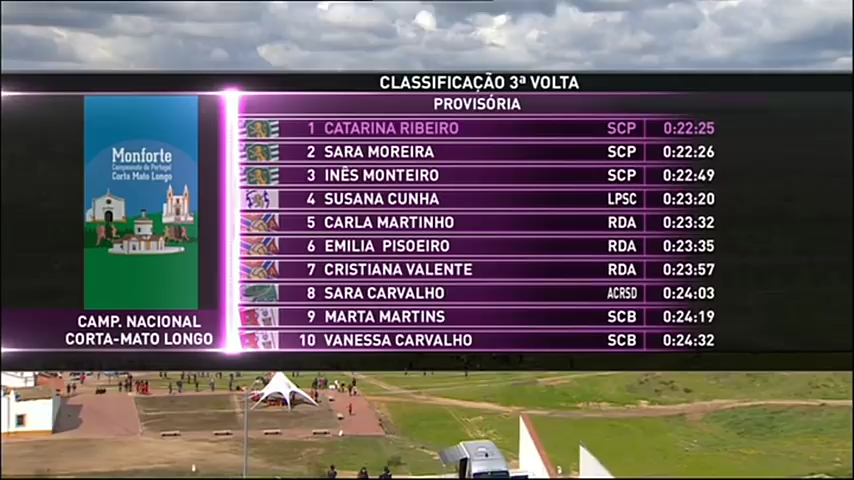 CLASSIFICAÇÃO 3ª VOLTA
PROVISÓRIA
Monforte
Campeonato de Portugal
Corta Mato Longo
CAMP. NACIONAL
CORTA-MATO LONGO
1 CATARINA RIBEIRO SCP 0:22:25
2 SARA MOREIRA SCP 0:22:26
3 INÊS MONTEIRO SCP 0:22:49
4 SUSANA CUNHA LPSC 0:23:20
5 CARLA MARTINHO RDA 0:23:32
6 EMILIA PISOEIRO RDA 0:23:35
7 CRISTIANA VALENTE RDA 0:23:57
8 SARA CARVALHO ACRSD 0:24:03
9 MARTA MARTINS SCB 0:24:19
10 VANESSA CARVALHO SCB 0:24:32